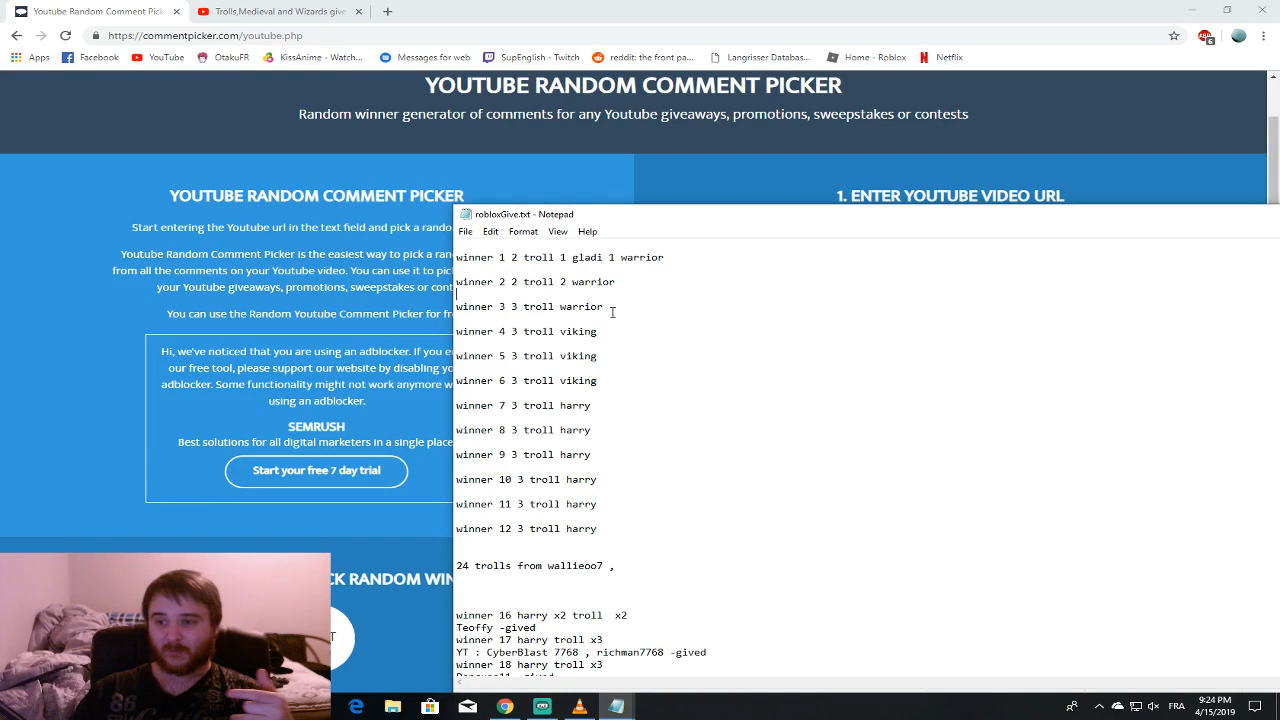 Youtube Random Comment Picker
Trolls,Medieval and Wizards give
https://commentpicker.com/youtube.php
Apps Facebook YouTube OtakuFR KissAnime - Watch... Messages for web SupEnglish - Twitch reddit: the front pa... Langrisser Databas... Home - Roblox Netflix
YOUTUBE RANDOM COMMENT PICKER
Random winner generator of comments for any Youtube giveaways, promotions, sweepstakes or contests
YOUTUBE RANDOM COMMENT PICKER
Start entering the Youtube url in the text field and pick a rando
Youtube Random Comment Picker is the easiest way to pick a ran
from all the comments on your Youtube video. You can use it to pic
your Youtube giveaways, promotions, sweepstakes or cont
You can use the Random Youtube Comment Picker for fre
Hi, we've noticed that you are using an adblocker. If you e
our free tool, please support our website by disabling yo
adblocker. Some functionality might not work anymore w
using an adblocker.
SEMRUSH
Best solutions for all digital marketers in a single place
Start your free 7 day trial
CK RANDOM WIN
T
1. ENTER YOUTUBE VIDEO URL
robloxGive.txt - Notepad
File Edit Format View Help
winner 1 2 troll 1 gladi 1 warrior
winner 2 2 troll 2 warrior
winner 3 3 troll warrior
winner 4 3 troll viking
winner 5 3 troll viking
winner 6 3 troll viking
winner 7 3 troll harry
winner 8 3 troll harry
winner 9 3 troll harry
winner 10 3 troll harry
winner 11 3 troll harry
winner 12 3 troll harry
24 trolls from wallieoo7 ,
winner 16 harry x2 troll x2
Teoffy -gived
winner 17 harry troll x3
YT : CyberBlast 7768 , richman7768 -gived
winner 18 harry troll x3
FRA
9:24 PM
4/15/2019